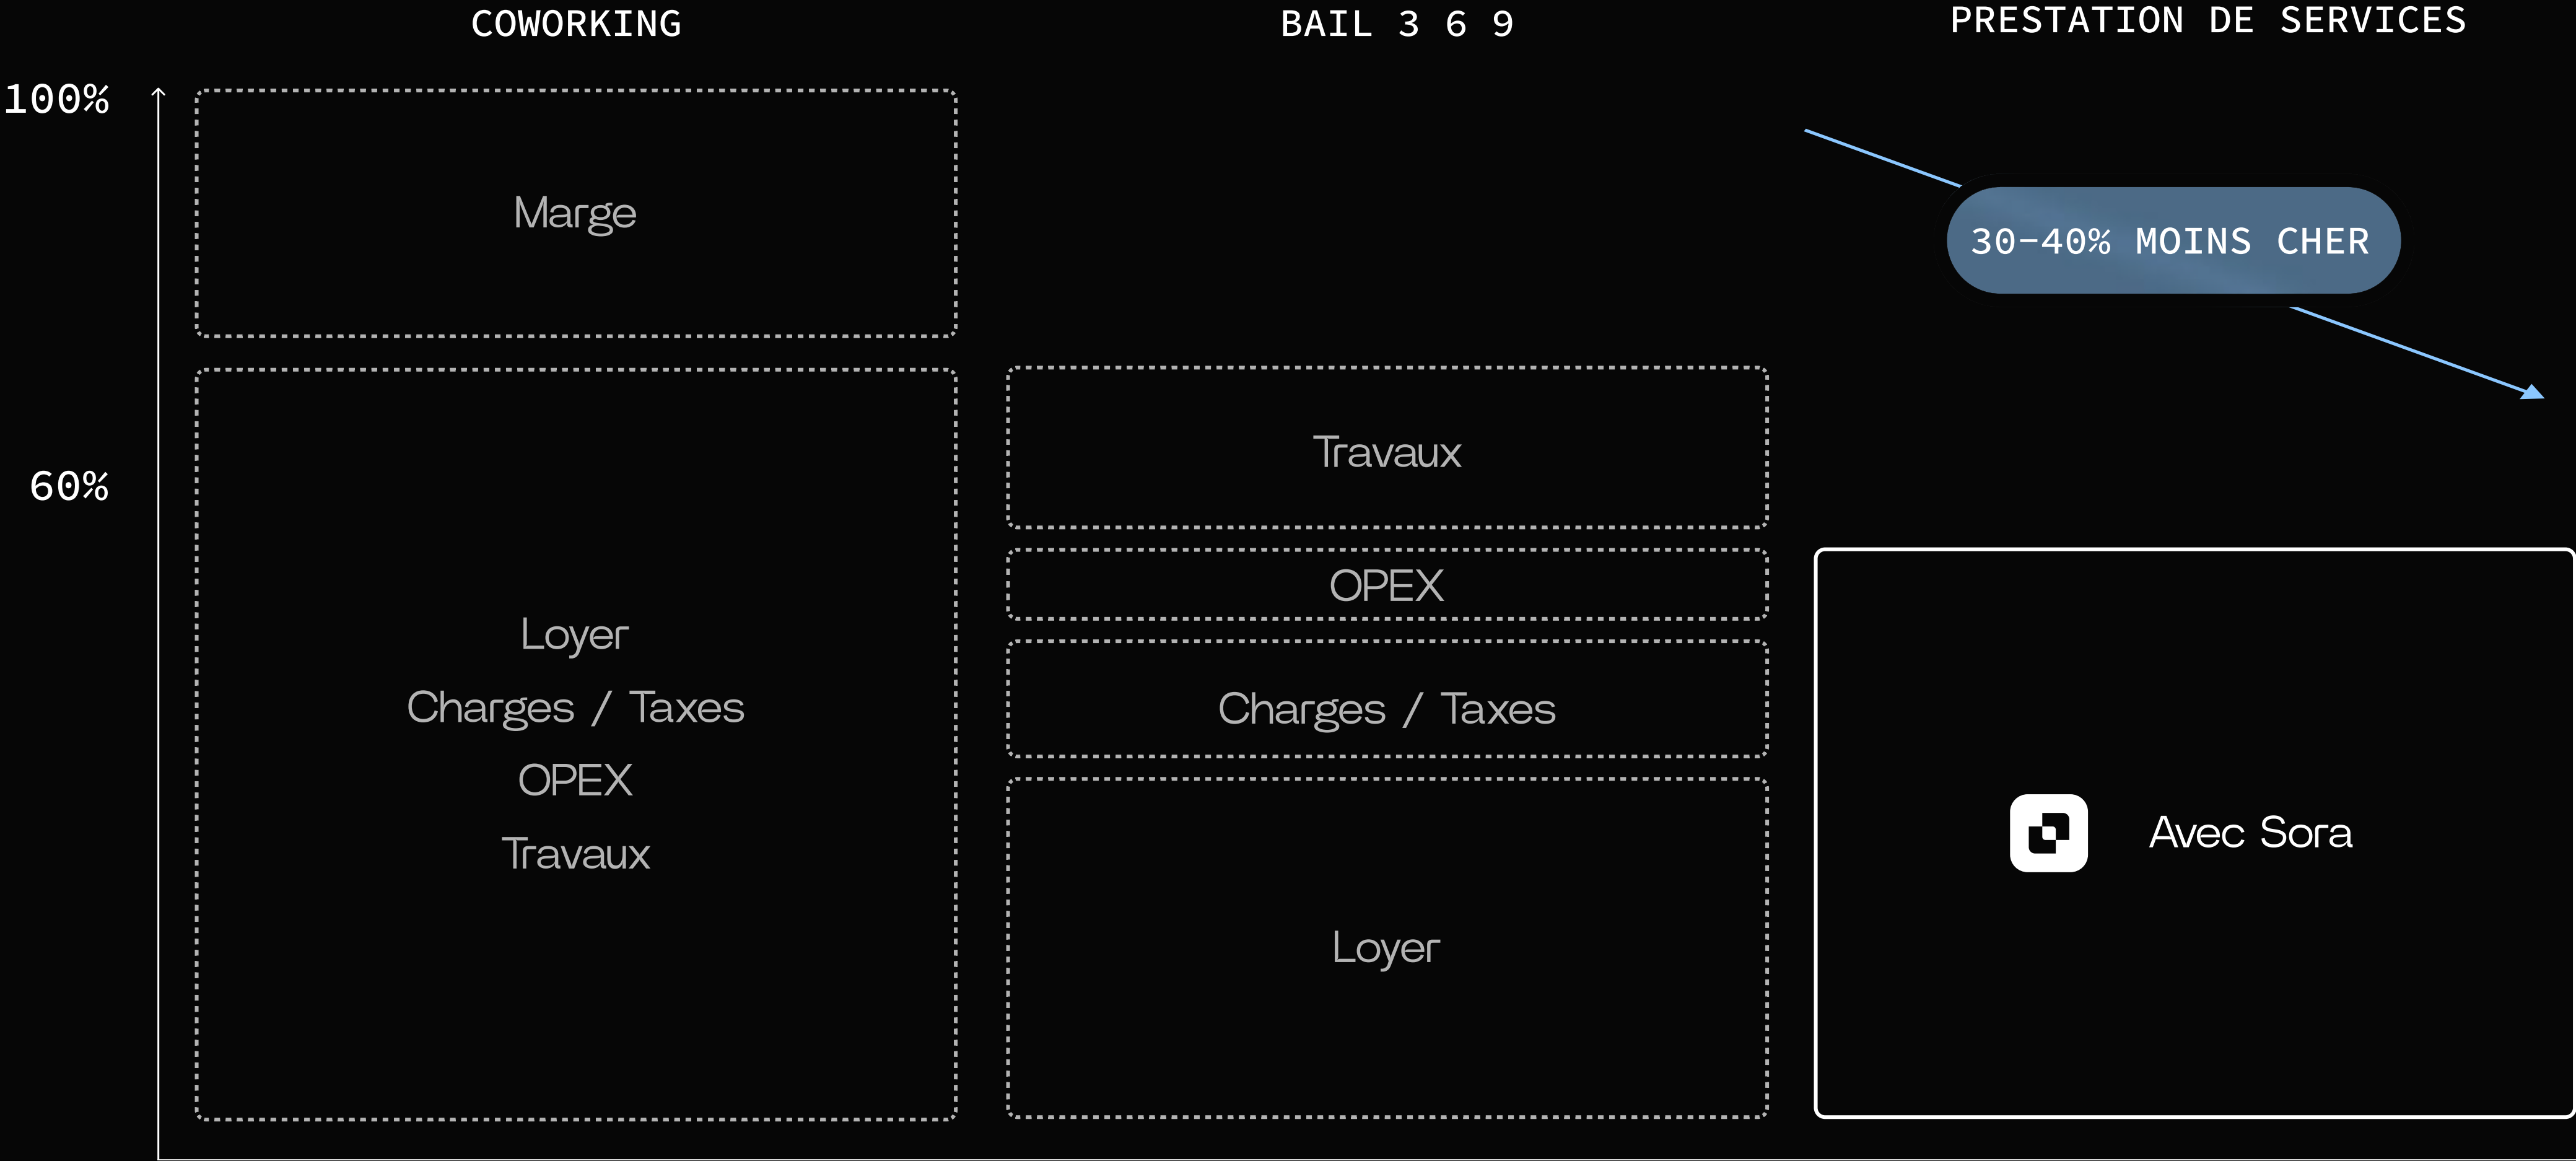 COWORKING
BAIL 3 6 9
PRESTATION DE SERVICES
100%
60%
Marge
Loyer
Charges / Taxes
OPEX
Travaux
Travaux
OPEX
Charges / Taxes
Loyer
30-40% MOINS CHER
Avec Sora